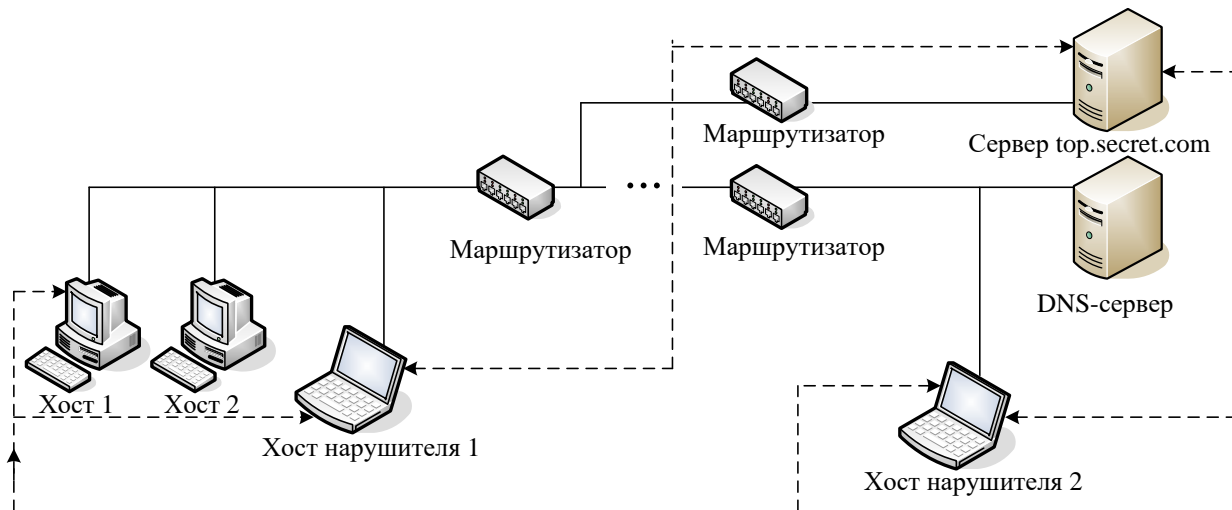 Маршрутизатор
Сервер top.secret.com
Маршрутизатор
Маршрутизатор
DNS-сервер
Хост 1
Хост 2
Хост нарушителя 1
Хост нарушителя 2